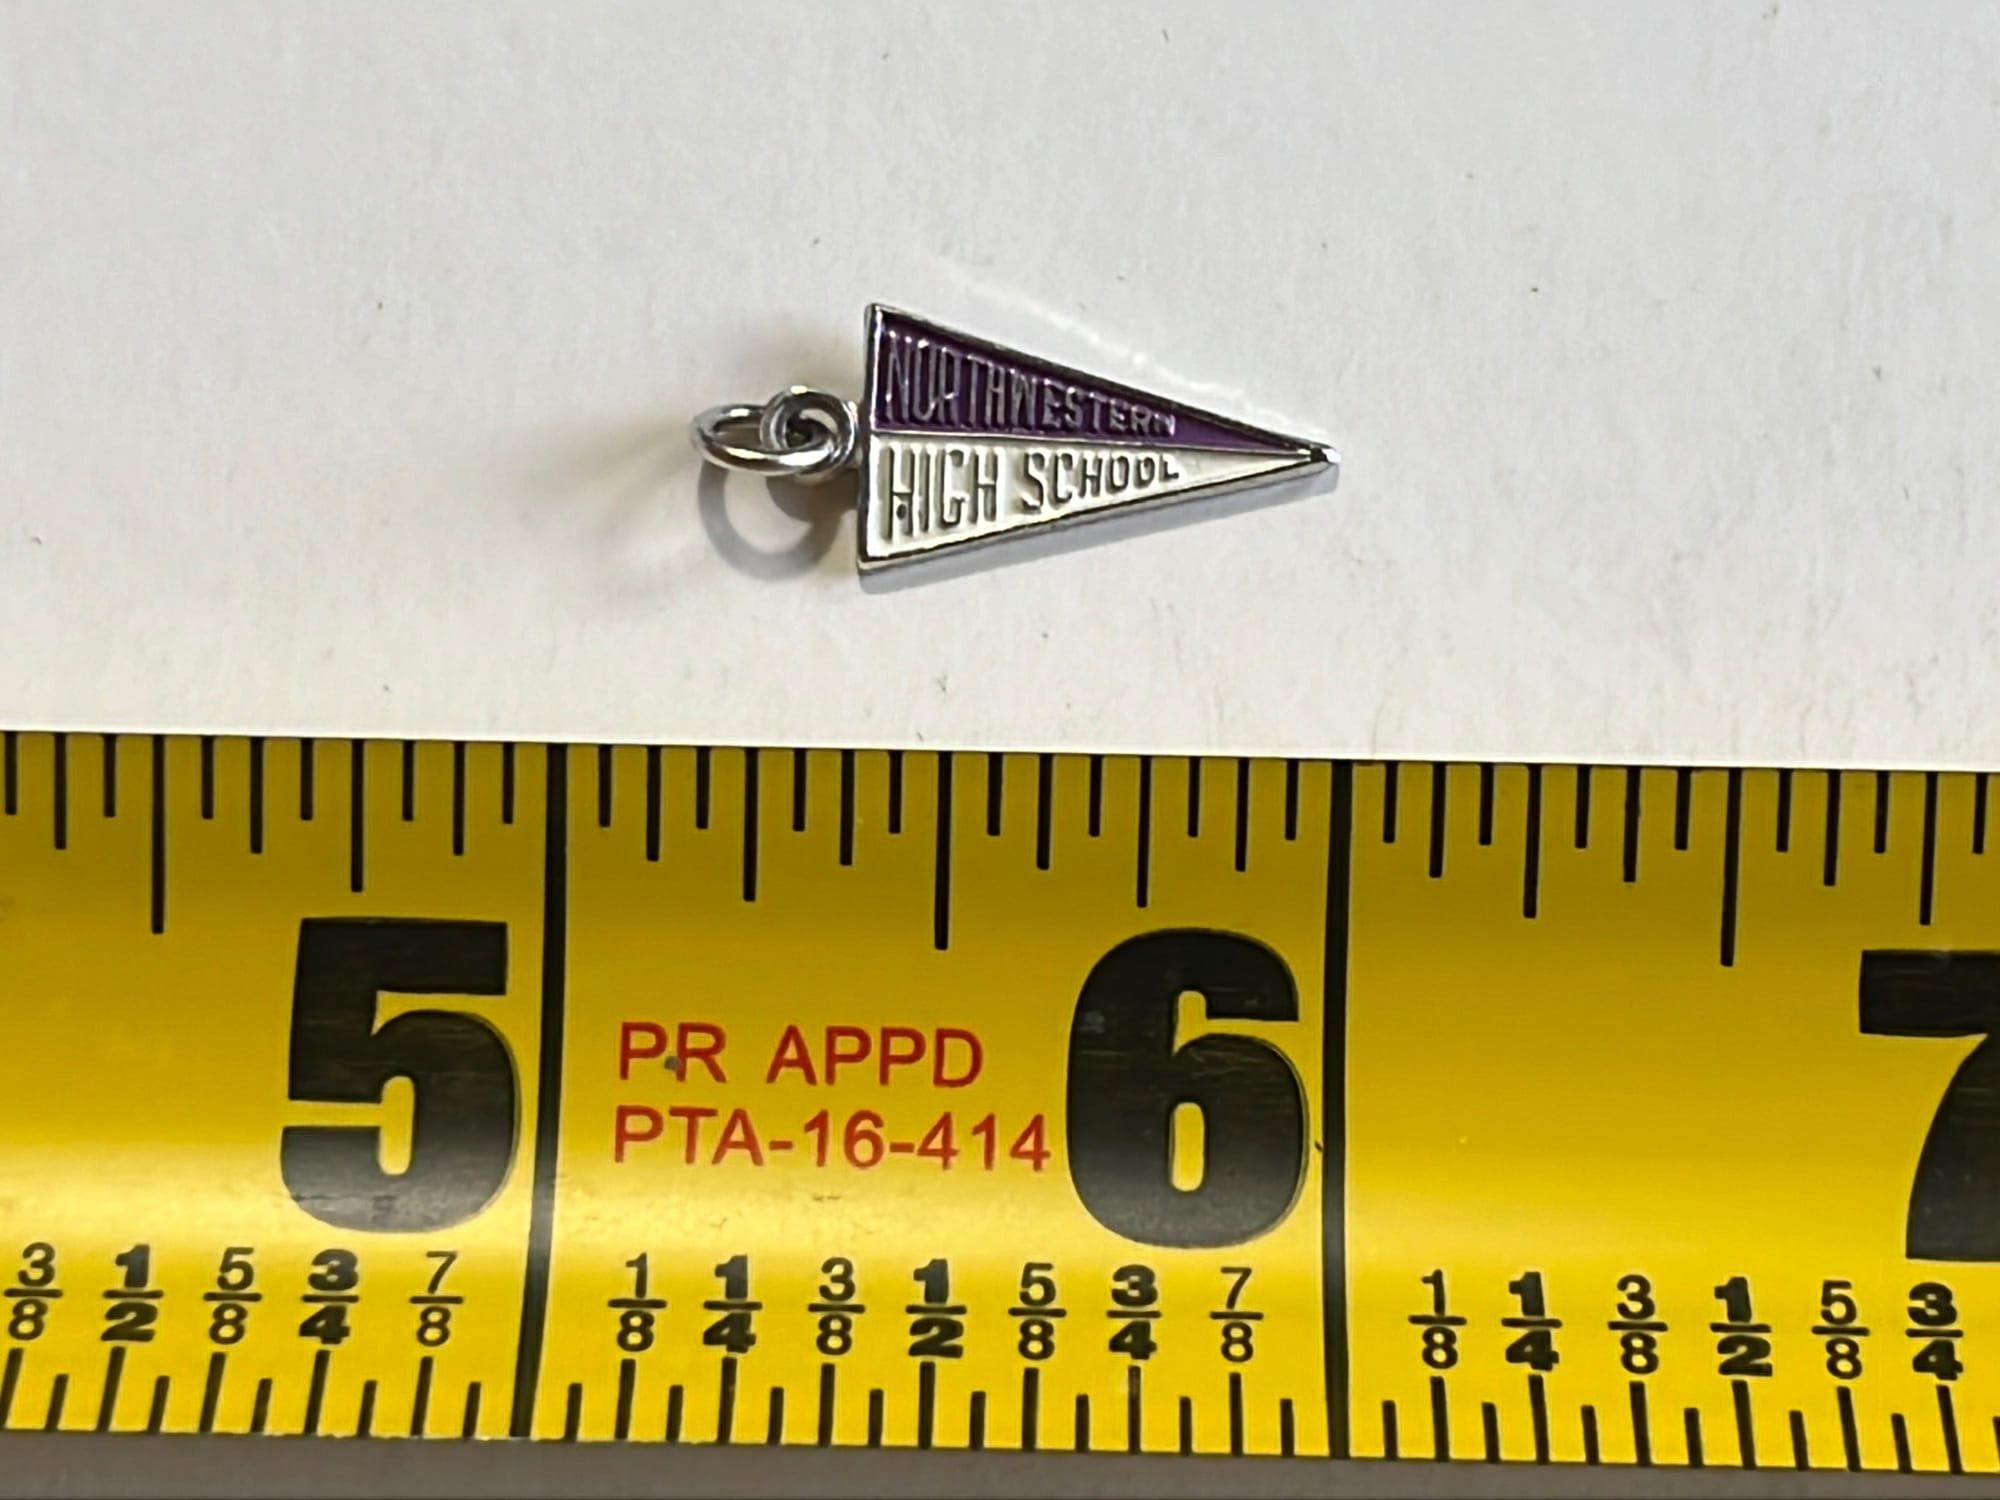 NORTHWESTERN
HIGH SCHOOL
5 6 7
PR APPD
PTA-16-414
3/8 1/2 5/8 3/4 7/8 1/8 1/4 3/8 1/2 5/8 3/4 7/8 1/8 1/4 3/8 1/2 5/8 3/4